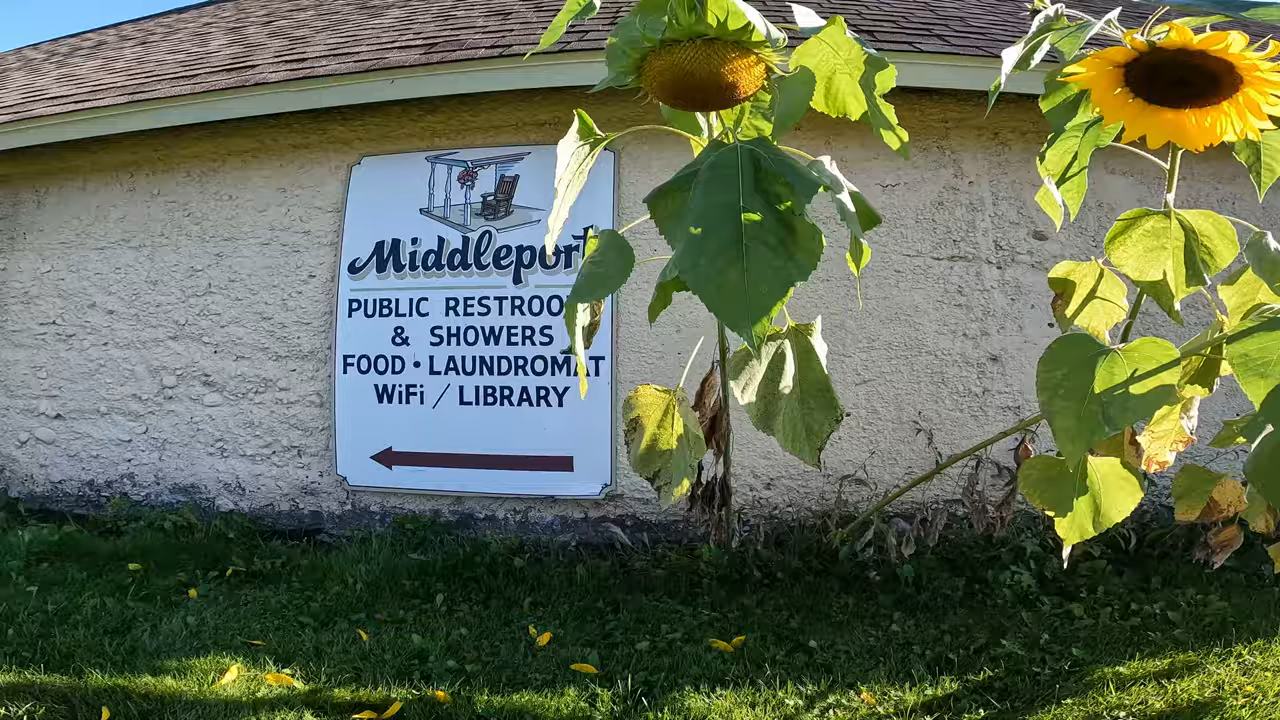 Middleport
PUBLIC RESTROO
& SHOWERS
FOOD • LAUNDROMAT
WiFi / LIBRARY